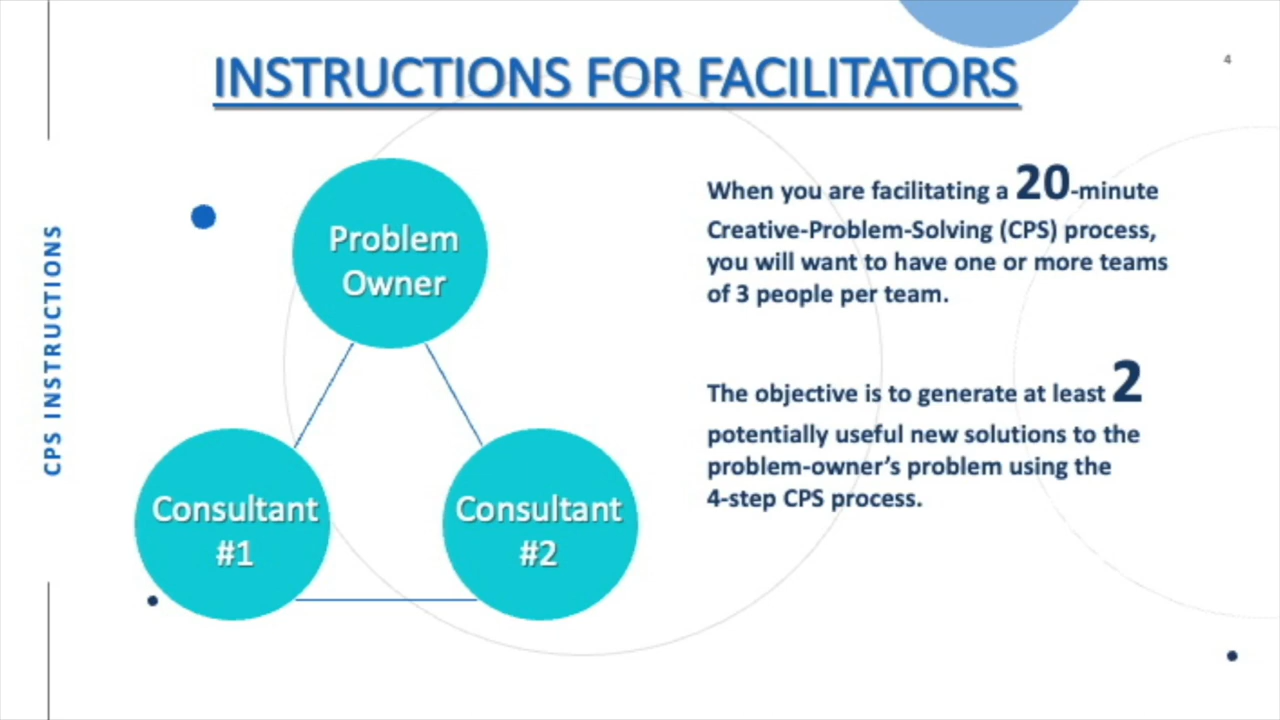 INSTRUCTIONS FOR FACILITATORS
4
CPS INSTRUCTIONS
Problem
Owner
Consultant
#1
Consultant
#2
When you are facilitating a 20-minute
Creative-Problem-Solving (CPS) process,
you will want to have one or more teams
of 3 people per team.
The objective is to generate at least 2
potentially useful new solutions to the
problem-owner’s problem using the
4-step CPS process.